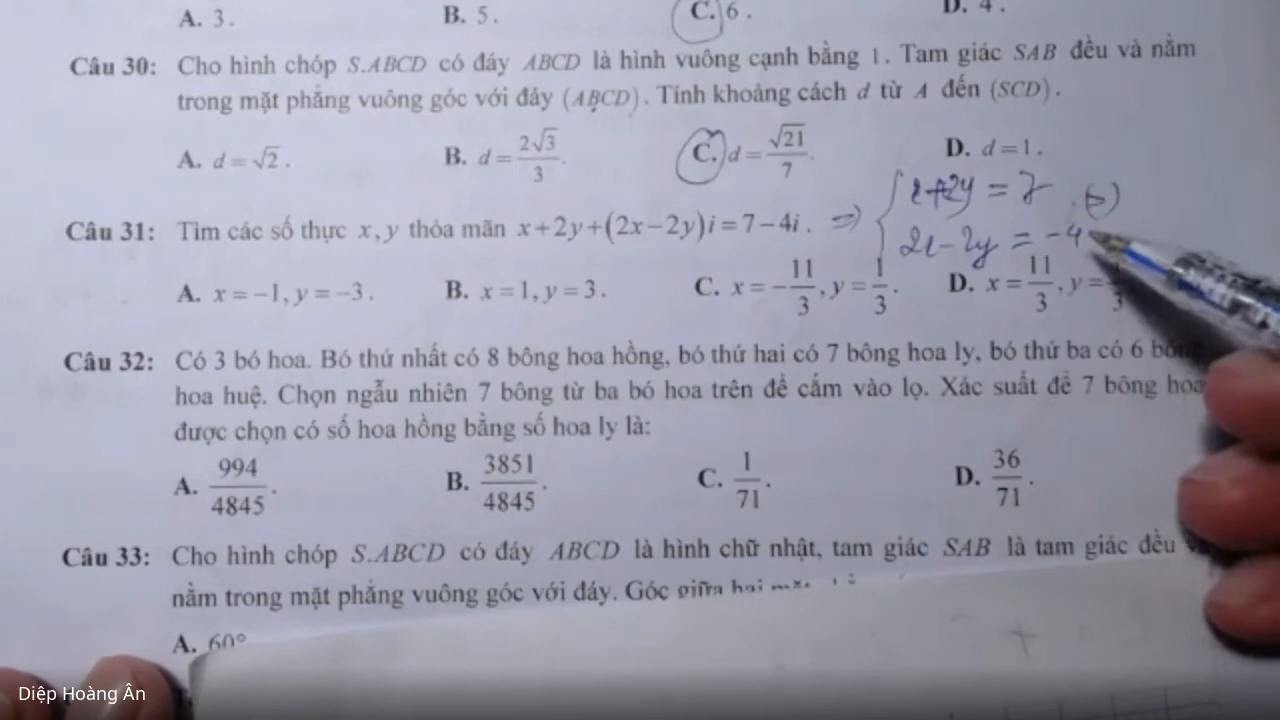 A. 3. B. 5. C. 6. D. 4.
Câu 30: Cho hình chóp S.ABCD có đáy ABCD là hình vuông cạnh bằng 1. Tam giác SAB đều và nằm
trong mặt phẳng vuông góc với đáy (ABCD). Tính khoảng cách d từ A đến (SCD).
A. d = √2. B. d = 2√3/3. C. d = √21/7. D. d = 1.
x+2y = 7
Câu 31: Tìm các số thực x, y thỏa mãn x+2y+(2x−2y)i = 7−4i. ⇒ {
2x−2y = −4
A. x = −1, y = −3. B. x = 1, y = 3. C. x = −11/3, y = 1/3. D. x = 11/3, y =
Câu 32: Có 3 bó hoa. Bó thứ nhất có 8 bông hoa hồng, bó thứ hai có 7 bông hoa ly, bó thứ ba có 6 bông
hoa huệ. Chọn ngẫu nhiên 7 bông từ ba bó hoa trên để cắm vào lọ. Xác suất để 7 bông hoa
được chọn có số hoa hồng bằng số hoa ly là:
A. 994/4845. B. 3851/4845. C. 1/71. D. 36/71.
Câu 33: Cho hình chóp S.ABCD có đáy ABCD là hình chữ nhật, tam giác SAB là tam giác đều
nằm trong mặt phẳng vuông góc với đáy. Góc giữa hai
A. 60°
Diệp Hoàng Ân